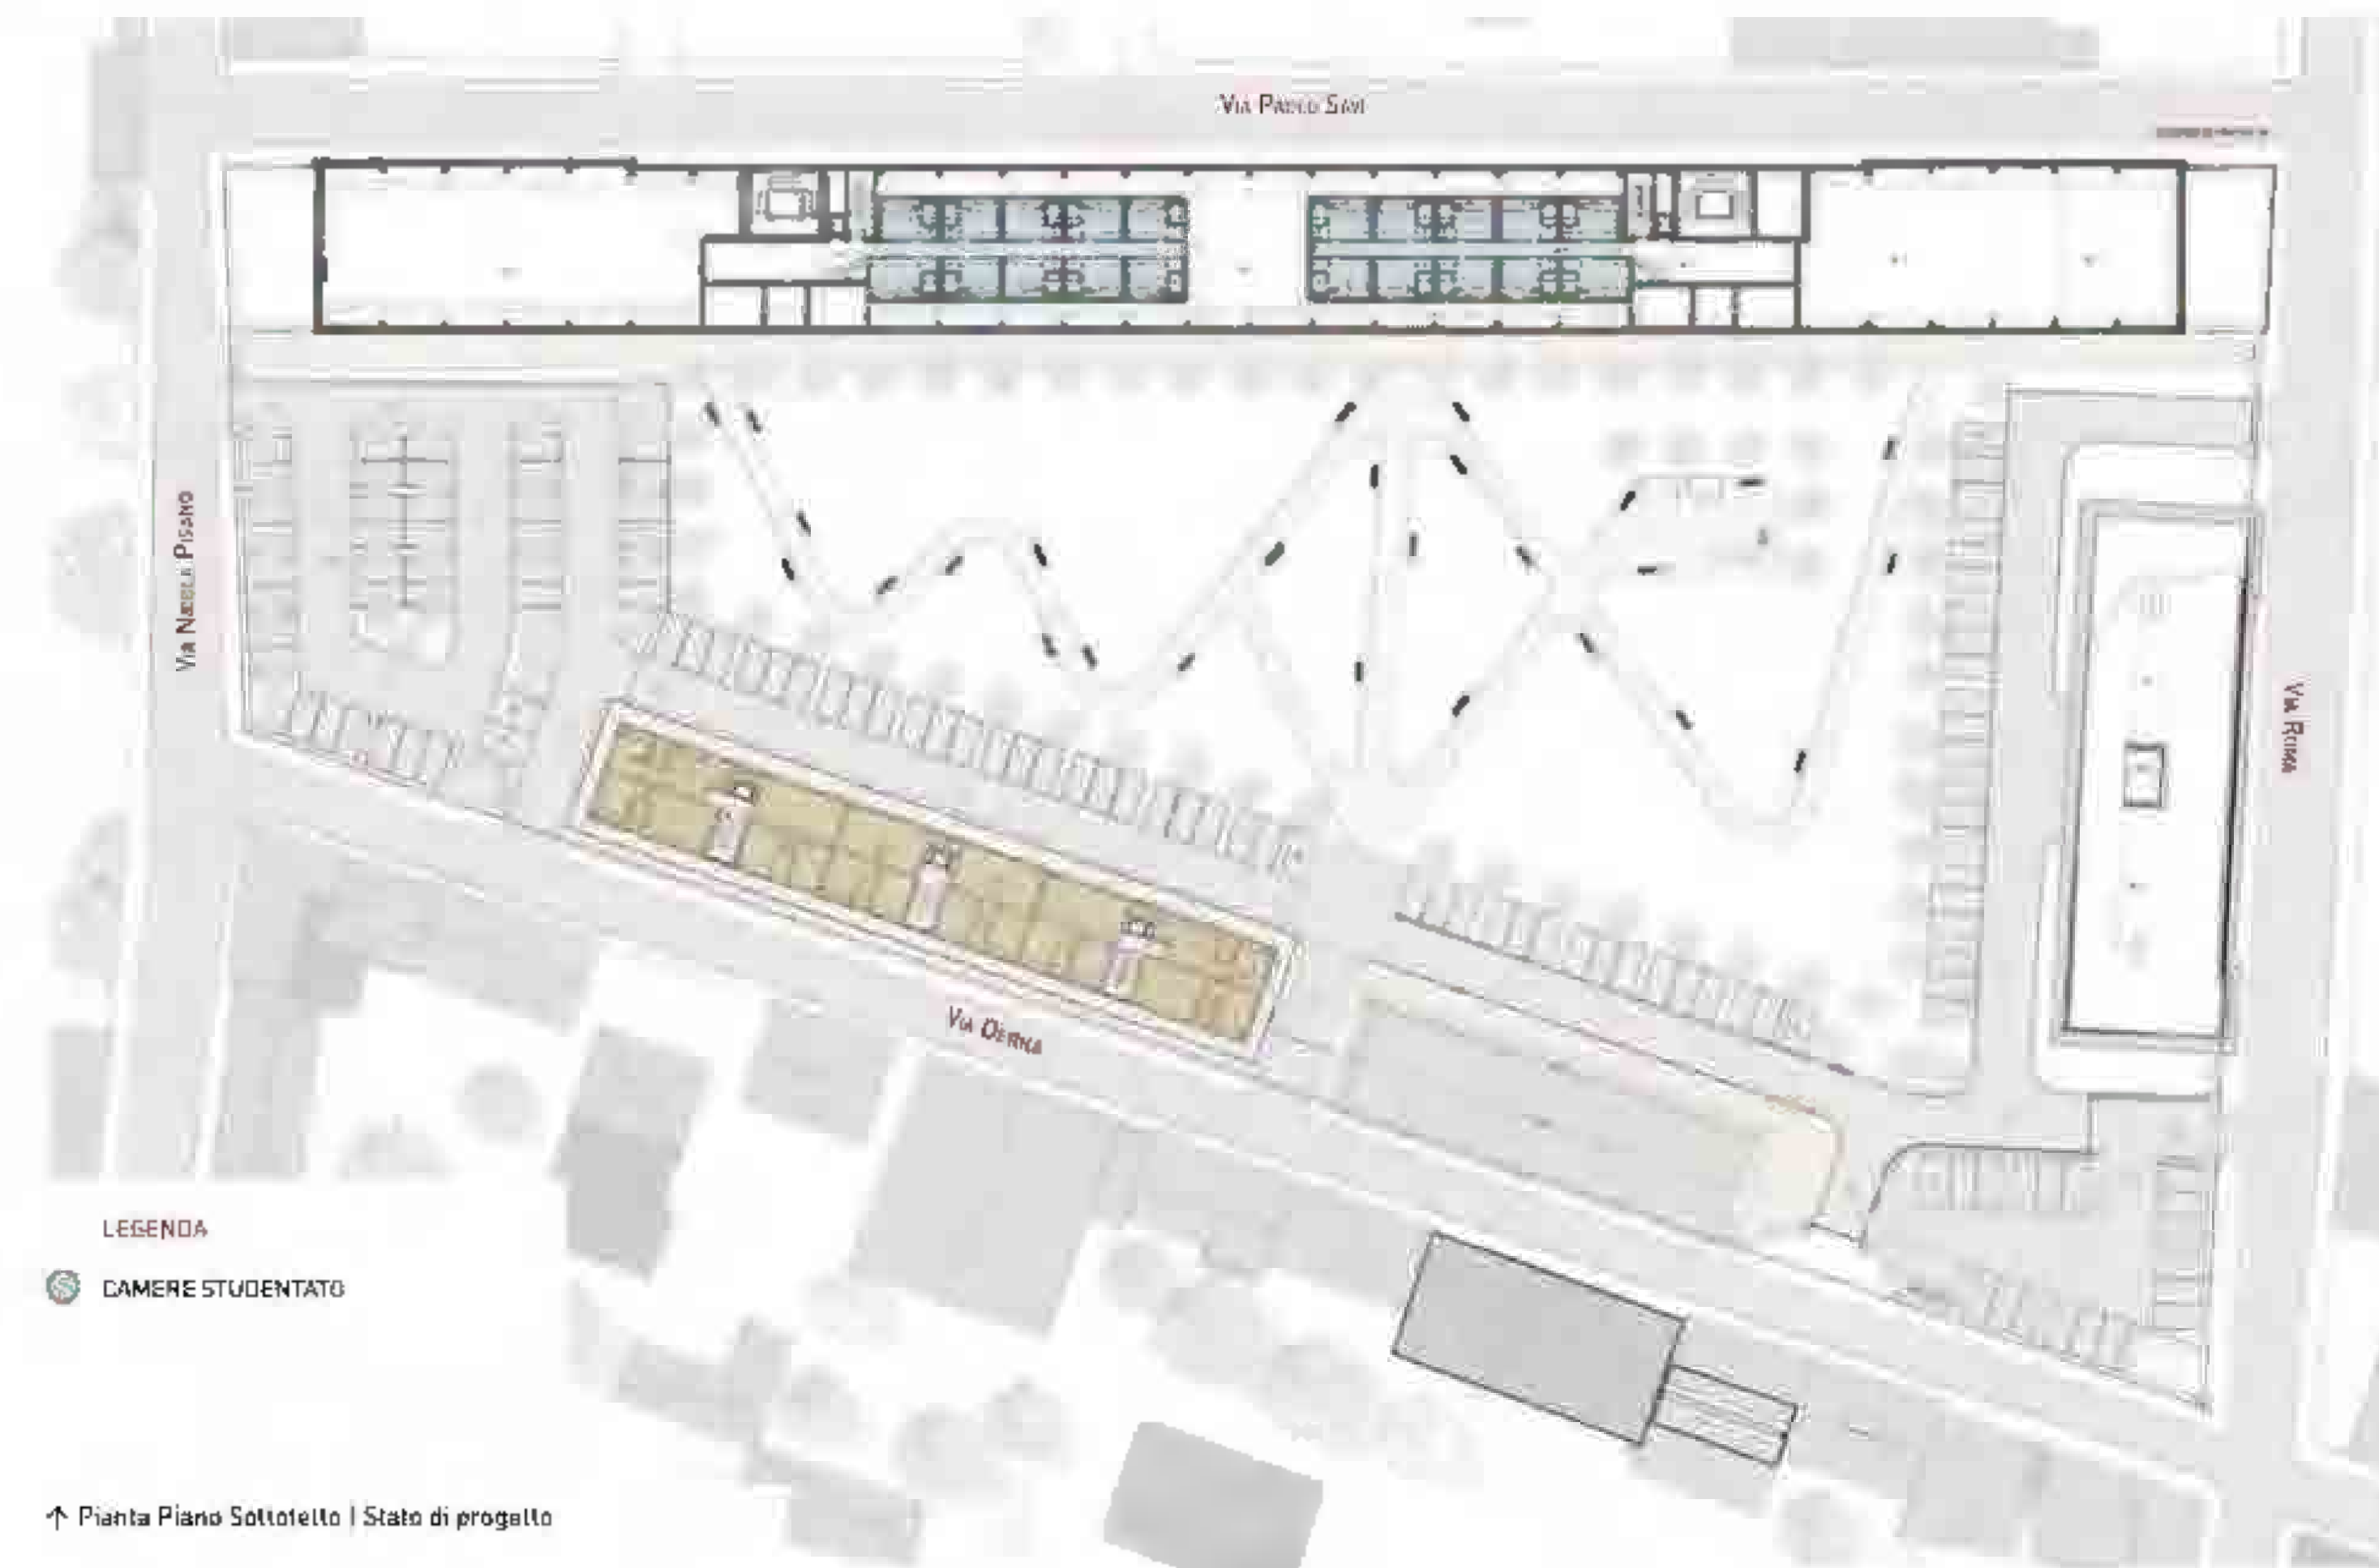 Via Paolo Savi
Via Nicola Pisano
Via Roma
Via Derna
LEGENDA
CAMERE STUDENTATO
Pianta Piano Sottotetto | Stato di progetto